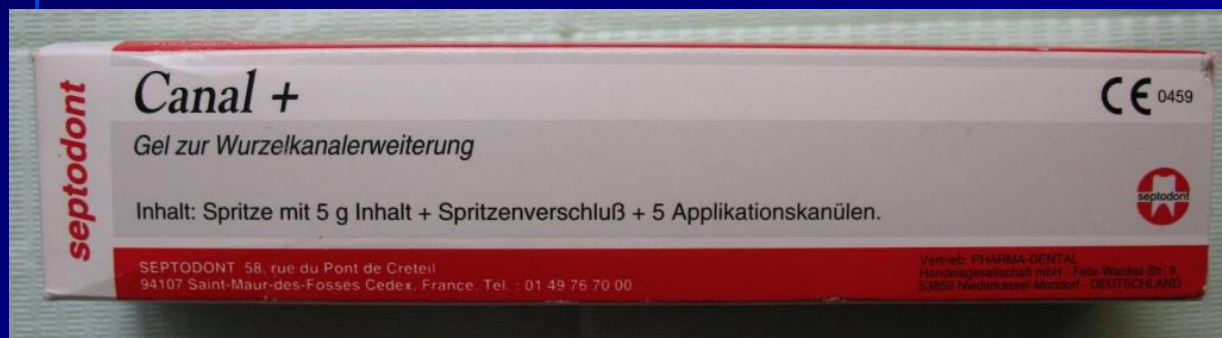 septodont
Canal +
CE 0459
Gel zur Wurzelkanalerweiterung
septodont
Inhalt: Spritze mit 5 g Inhalt + Spritzenverschluß + 5 Applikationskanülen.
SEPTODONT 58, rue du Pont de Créteil
94107 Saint-Maur-des-Fosses Cedex, France. Tel. : 01 49 76 70 00
Vertrieb: PHARMA-DENTAL
Handelsgesellschaft mbH - Felix-Wankel-Str. 9
53859 Niederkassel-Mondorf - DEUTSCHLAND